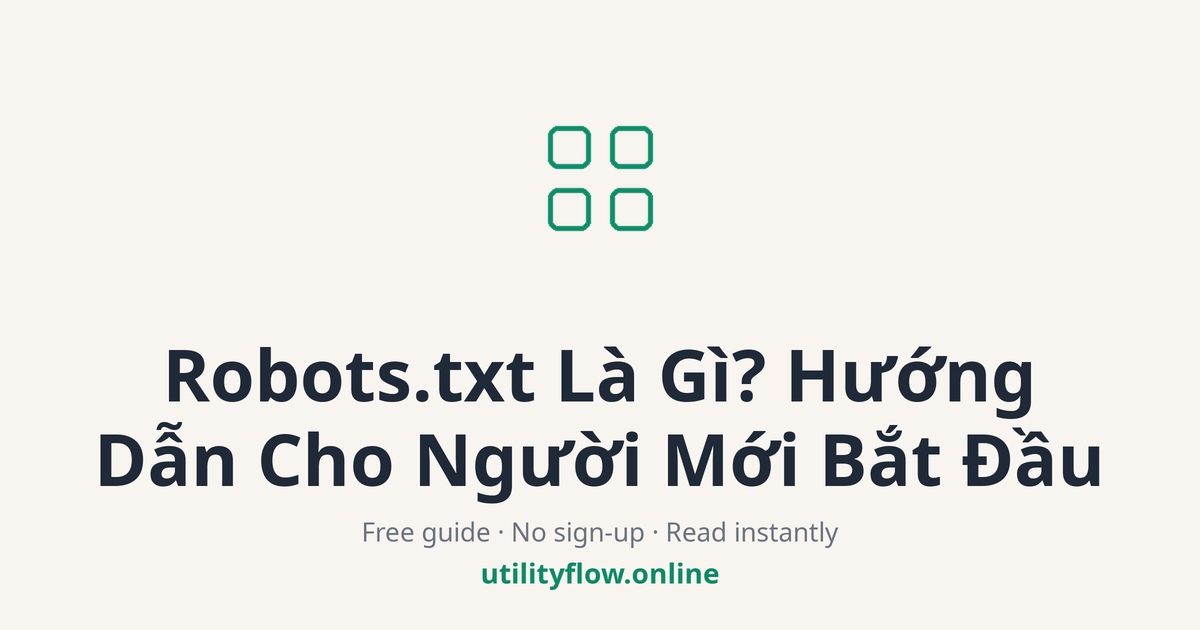 Robots.txt Là Gì? Hướng
Dẫn Cho Người Mới Bắt Đầu
Free guide · No sign-up · Read instantly
utilityflow.online